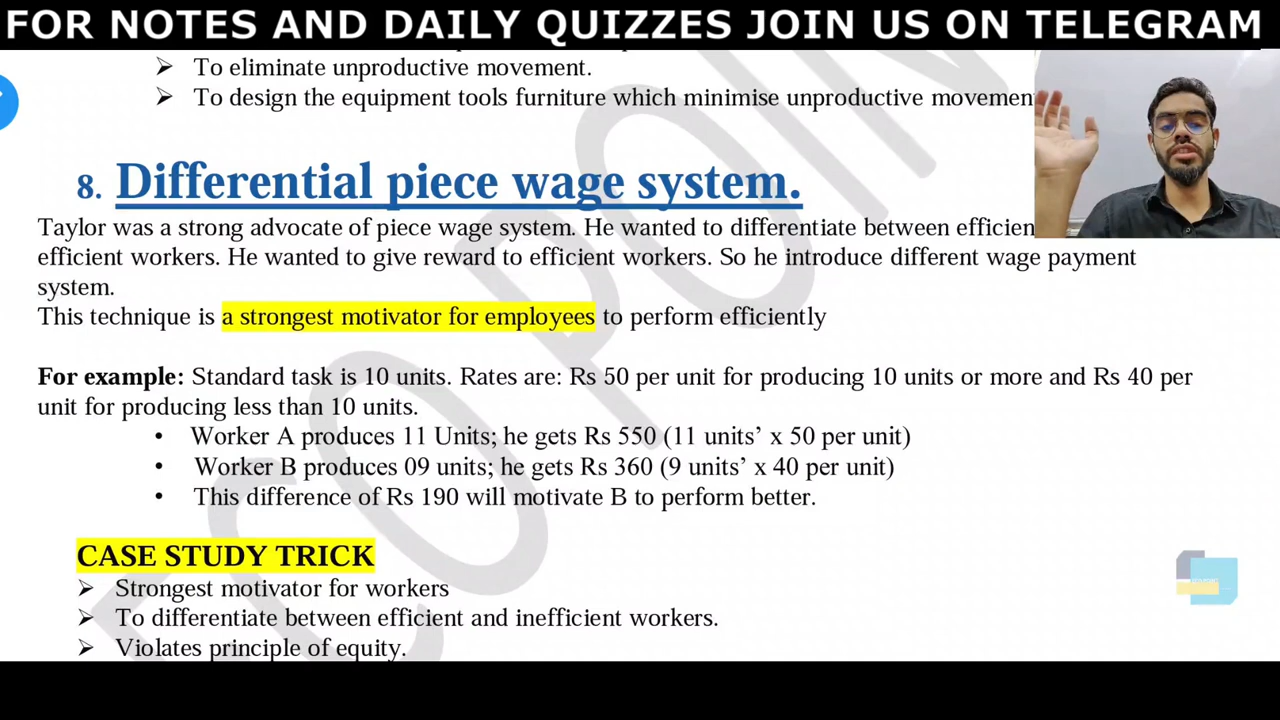 FOR NOTES AND DAILY QUIZZES JOIN US ON TELEGRAM
➢ To eliminate unproductive movement.
➢ To design the equipment tools furniture which minimise unproductive movemen
8. Differential piece wage system.
Taylor was a strong advocate of piece wage system. He wanted to differentiate between efficien
efficient workers. He wanted to give reward to efficient workers. So he introduce different wage payment
system.
This technique is a strongest motivator for employees to perform efficiently
For example: Standard task is 10 units. Rates are: Rs 50 per unit for producing 10 units or more and Rs 40 per
unit for producing less than 10 units.
• Worker A produces 11 Units; he gets Rs 550 (11 units’ x 50 per unit)
• Worker B produces 09 units; he gets Rs 360 (9 units’ x 40 per unit)
• This difference of Rs 190 will motivate B to perform better.
CASE STUDY TRICK
➢ Strongest motivator for workers
➢ To differentiate between efficient and inefficient workers.
➢ Violates principle of equity.